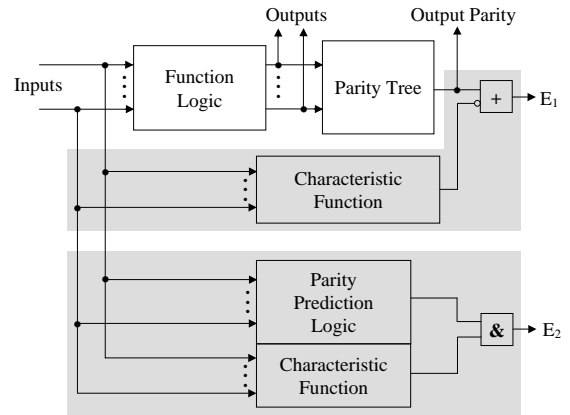 Outputs
Output Parity
Inputs
Function
Logic
Parity Tree
+
E1
Characteristic
Function
Parity
Prediction
Logic
&
E2
Characteristic
Function